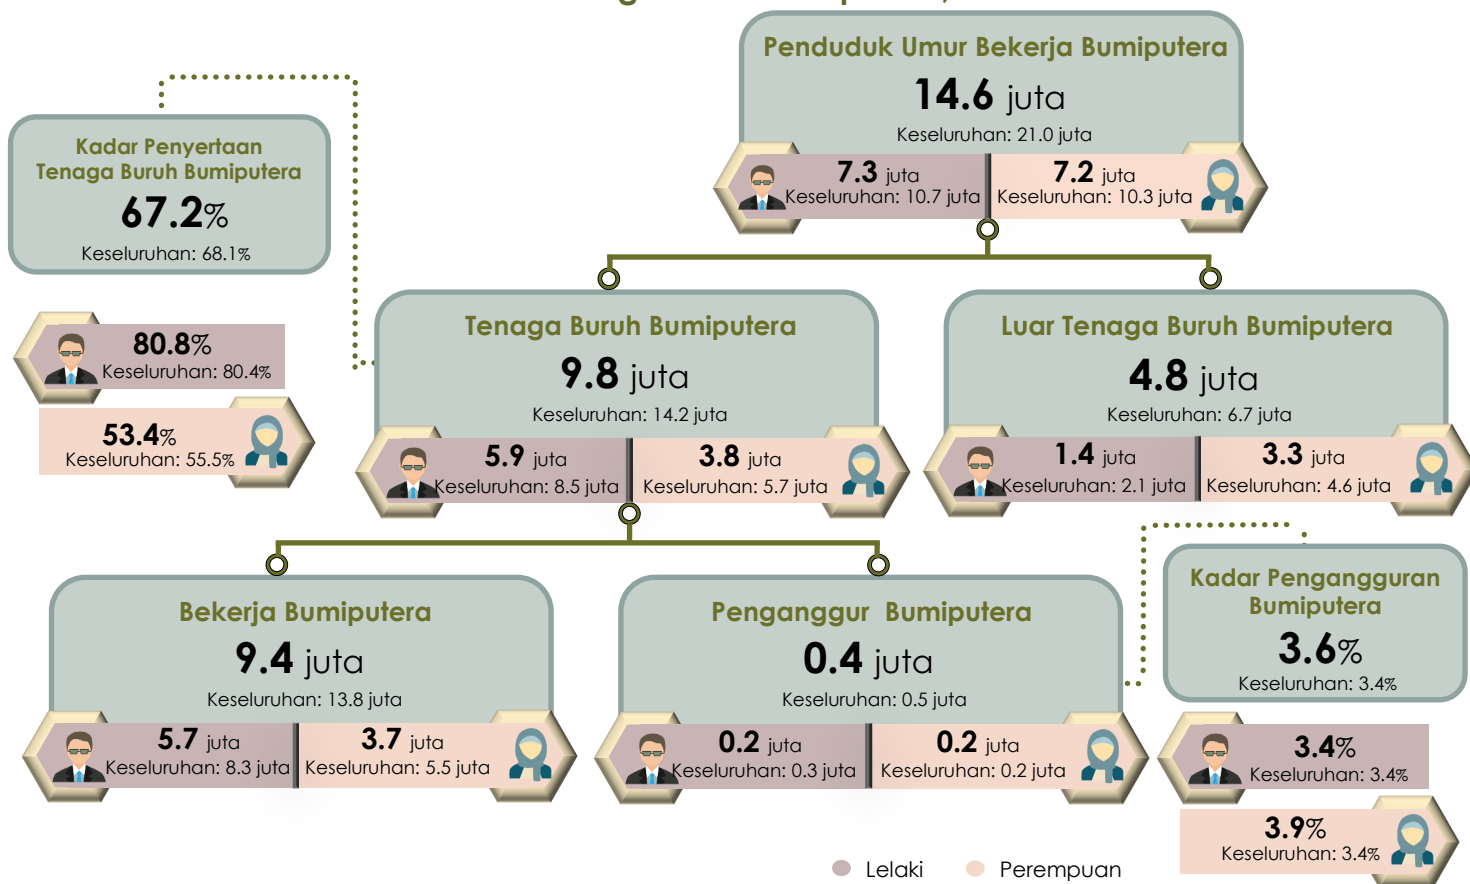 Penduduk Umur Bekerja Bumiputera
14.6 juta
Keseluruhan: 21.0 juta
7.3 juta
Keseluruhan: 10.7 juta
7.2 juta
Keseluruhan: 10.3 juta
Kadar Penyertaan
Tenaga Buruh Bumiputera
67.2%
Keseluruhan: 68.1%
80.8%
Keseluruhan: 80.4%
53.4%
Keseluruhan: 55.5%
Tenaga Buruh Bumiputera
9.8 juta
Keseluruhan: 14.2 juta
5.9 juta
Keseluruhan: 8.5 juta
3.8 juta
Keseluruhan: 5.7 juta
Luar Tenaga Buruh Bumiputera
4.8 juta
Keseluruhan: 6.7 juta
1.4 juta
Keseluruhan: 2.1 juta
3.3 juta
Keseluruhan: 4.6 juta
Bekerja Bumiputera
9.4 juta
Keseluruhan: 13.8 juta
5.7 juta
Keseluruhan: 8.3 juta
3.7 juta
Keseluruhan: 5.5 juta
Penganggur Bumiputera
0.4 juta
Keseluruhan: 0.5 juta
0.2 juta
Keseluruhan: 0.3 juta
0.2 juta
Keseluruhan: 0.2 juta
Kadar Pengangguran
Bumiputera
3.6%
Keseluruhan: 3.4%
3.4%
Keseluruhan: 3.4%
3.9%
Keseluruhan: 3.4%
Lelaki
Perempuan